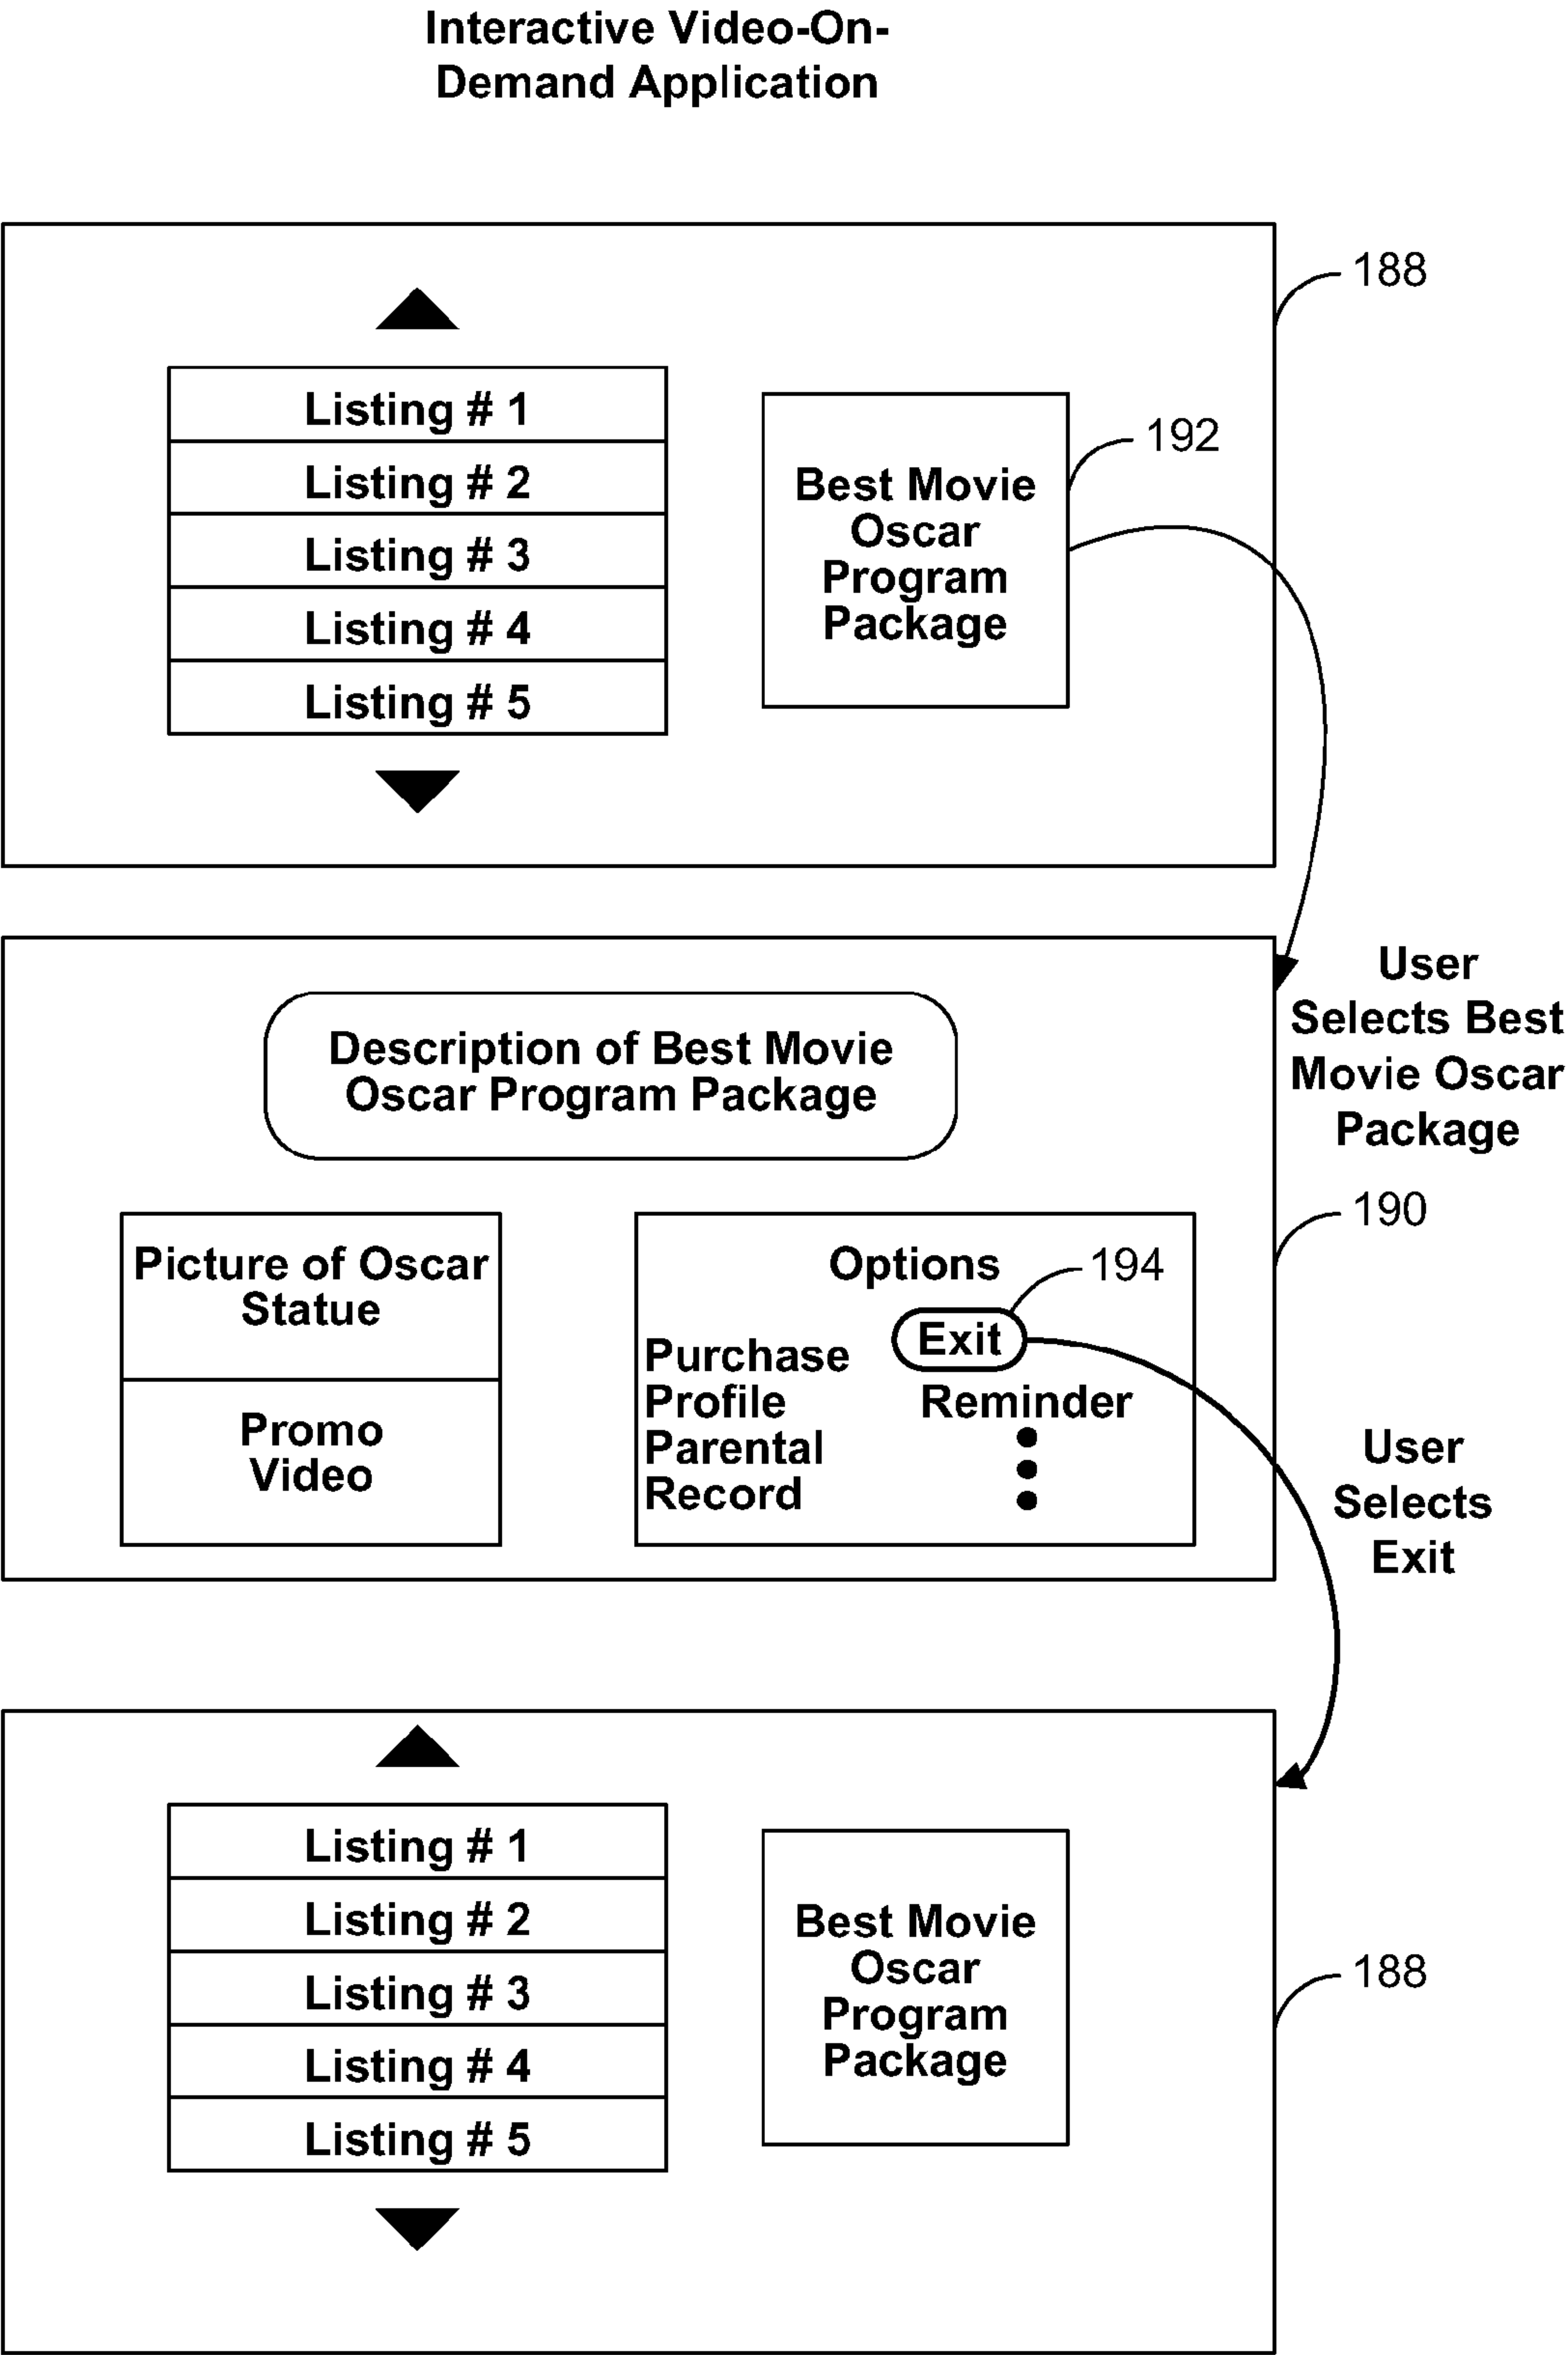 Interactive Video-On-
Demand Application
188
Listing # 1
Listing # 2
Listing # 3
Listing # 4
Listing # 5
192
Best Movie
Oscar
Program
Package
User
Selects Best
Movie Oscar
Package
Description of Best Movie
Oscar Program Package
190
Picture of Oscar
Statue
Promo
Video
Options
194
Exit
Purchase
Profile
Parental
Record
Reminder
User
Selects
Exit
Listing # 1
Listing # 2
Listing # 3
Listing # 4
Listing # 5
Best Movie
Oscar
Program
Package
188